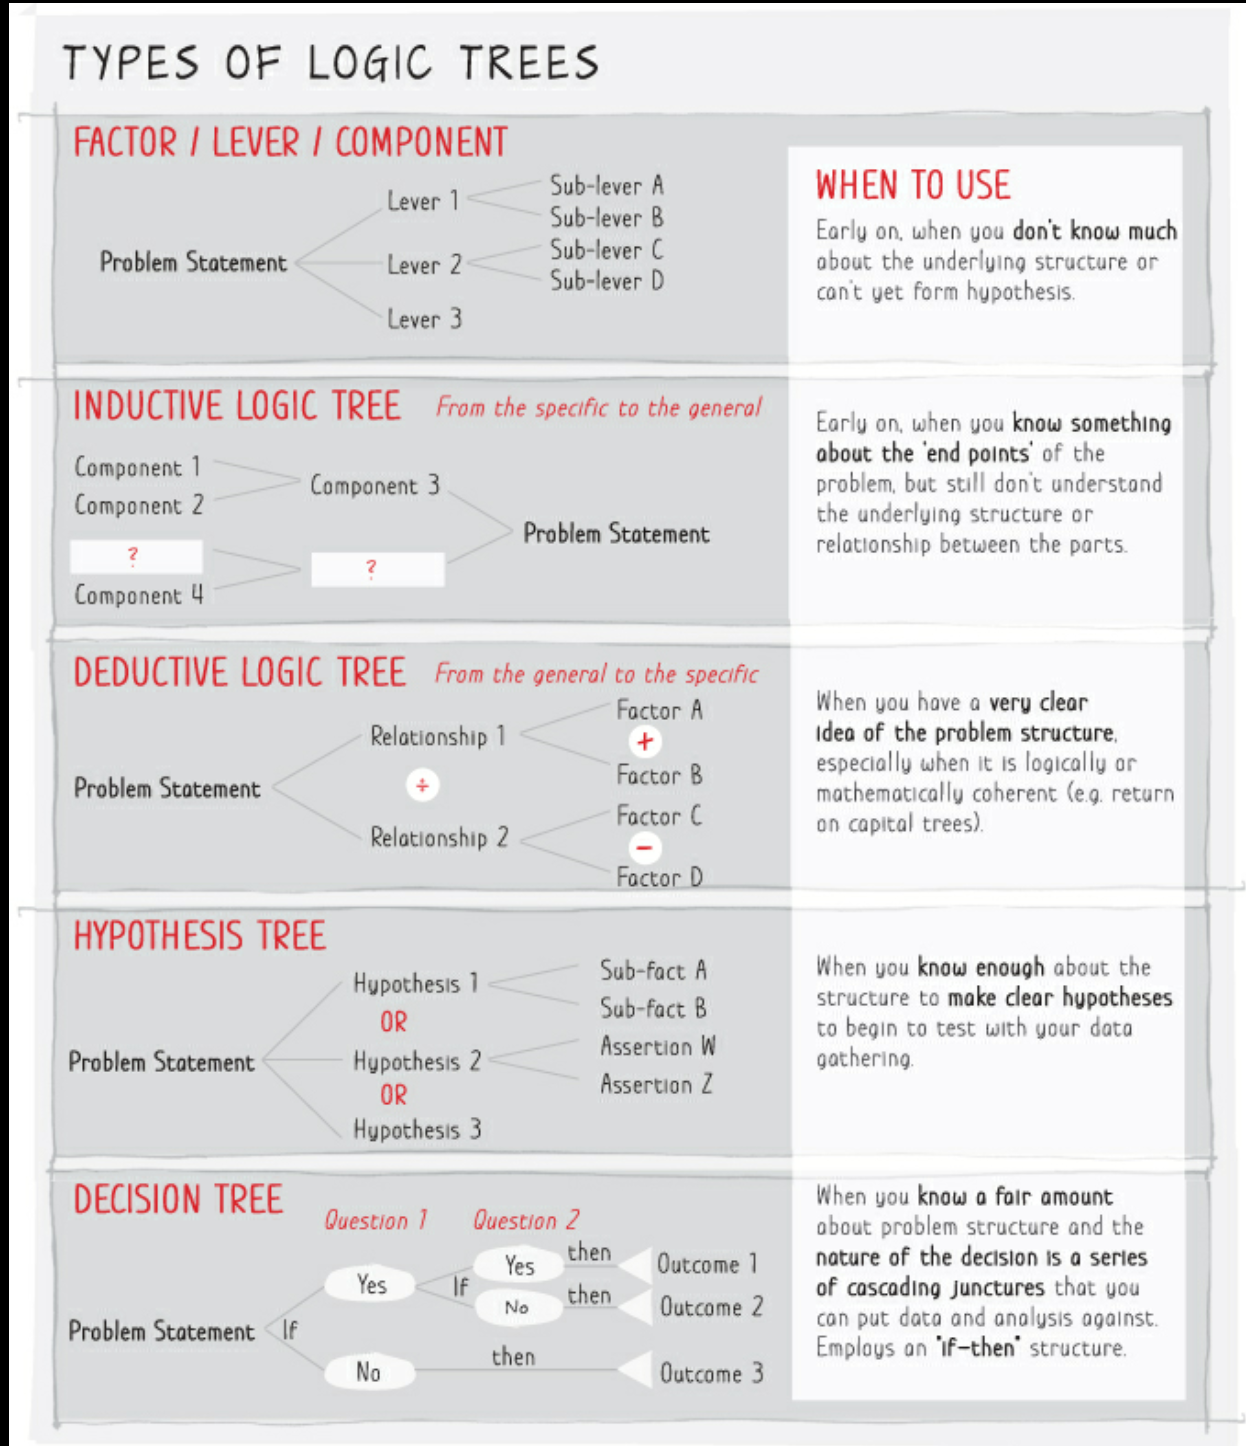 TYPES OF LOGIC TREES
FACTOR / LEVER / COMPONENT
Problem Statement
Lever 1
Lever 2
Lever 3
Sub-lever A
Sub-lever B
Sub-lever C
Sub-lever D
WHEN TO USE
Early on, when you don't know much
about the underlying structure or
can't yet form hypothesis.
INDUCTIVE LOGIC TREE From the specific to the general
Component 1
Component 2
?
Component 4
Component 3
?
Problem Statement
Early on, when you know something
about the 'end points' of the
problem, but still don't understand
the underlying structure or
relationship between the parts.
DEDUCTIVE LOGIC TREE From the general to the specific
Problem Statement
Relationship 1
÷
Relationship 2
Factor A
+
Factor B
Factor C
−
Factor D
When you have a very clear
idea of the problem structure,
especially when it is logically or
mathematically coherent (e.g. return
on capital trees).
HYPOTHESIS TREE
Problem Statement
Hypothesis 1
OR
Hypothesis 2
OR
Hypothesis 3
Sub-fact A
Sub-fact B
Assertion W
Assertion Z
When you know enough about the
structure to make clear hypotheses
to begin to test with your data
gathering.
DECISION TREE
Question 1 Question 2
Problem Statement If
Yes If
Yes then Outcome 1
No then Outcome 2
No then Outcome 3
When you know a fair amount
about problem structure and the
nature of the decision is a series
of cascading junctures that you
can put data and analysis against.
Employs an "if–then" structure.